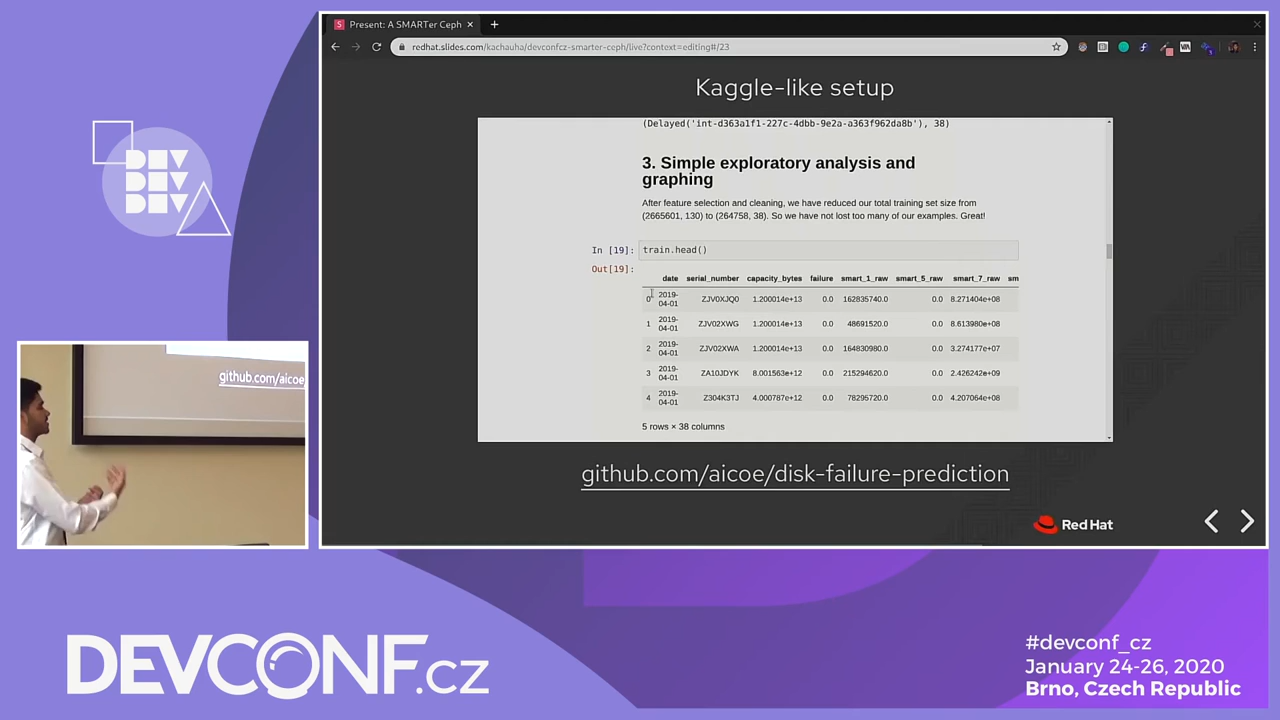 Present: A SMARTer Ceph
redhat.slides.com/kachauha/devconfcz-smarter-ceph/live?context=editing#/23
Kaggle-like setup
(Delayed('int-d363a1f1-227c-4dbb-9e2a-a363f962da8b'), 38)
3. Simple exploratory analysis and
graphing
After feature selection and cleaning, we have reduced our total training set size from
(2665601, 130) to (264758, 38). So we have not lost too many of our examples. Great!
In [19]: train.head()
Out[19]:
date serial_number capacity_bytes failure smart_1_raw smart_5_raw smart_7_raw sm
0 2019-04-01 ZJV0XJQ0 1.200014e+13 0.0 162835740.0 0.0 8.271404e+08
1 2019-04-01 ZJV02XWG 1.200014e+13 0.0 48691520.0 0.0 8.613980e+08
2 2019-04-01 ZJV02XWA 1.200014e+13 0.0 164830980.0 0.0 3.274177e+07
3 2019-04-01 ZA10JDYK 8.001563e+12 0.0 215294620.0 0.0 2.426242e+09
4 2019-04-01 Z304K3TJ 4.000787e+12 0.0 78295720.0 0.0 4.207064e+08
5 rows × 38 columns
github.com/aicoe/disk-failure-prediction
Red Hat
DEV
DEV
DEV
github.com/aicoe
DEVCONF.cz
#devconf_cz
January 24-26, 2020
Brno, Czech Republic